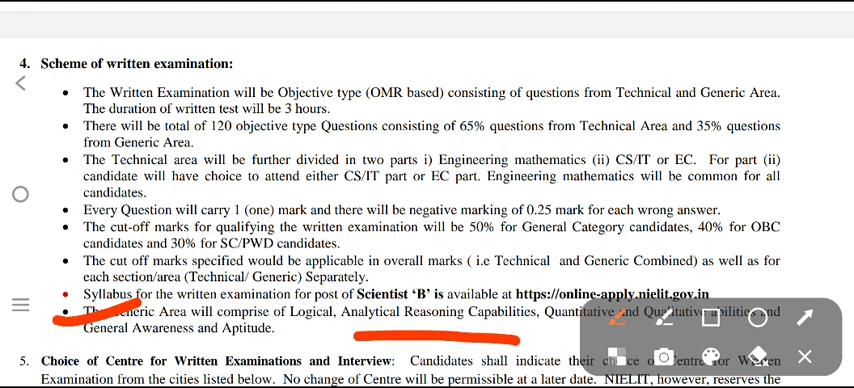 4. Scheme of written examination:
• The Written Examination will be Objective type (OMR based) consisting of questions from Technical and Generic Area.
The duration of written test will be 3 hours.
• There will be total of 120 objective type Questions consisting of 65% questions from Technical Area and 35% questions
from Generic Area.
• The Technical area will be further divided in two parts i) Engineering mathematics (ii) CS/IT or EC. For part (ii)
candidate will have choice to attend either CS/IT part or EC part. Engineering mathematics will be common for all
candidates.
• Every Question will carry 1 (one) mark and there will be negative marking of 0.25 mark for each wrong answer.
• The cut-off marks for qualifying the written examination will be 50% for General Category candidates, 40% for OBC
candidates and 30% for SC/PWD candidates.
• The cut off marks specified would be applicable in overall marks ( i.e Technical and Generic Combined) as well as for
each section/area (Technical/ Generic) Separately.
• Syllabus for the written examination for post of Scientist ‘B’ is available at https://online-apply.nielit.gov.in
• Area will comprise of Logical, Analytical Reasoning Capabilities, Quantitative and Qualitative abilities and
General Awareness and Aptitude.
5. Choice of Centre for Written Examinations and Interview: Candidates shall indicate their
Examination from the cities listed below. No change of Centre will be permissible at a later date. NIELIT, however, reserves the